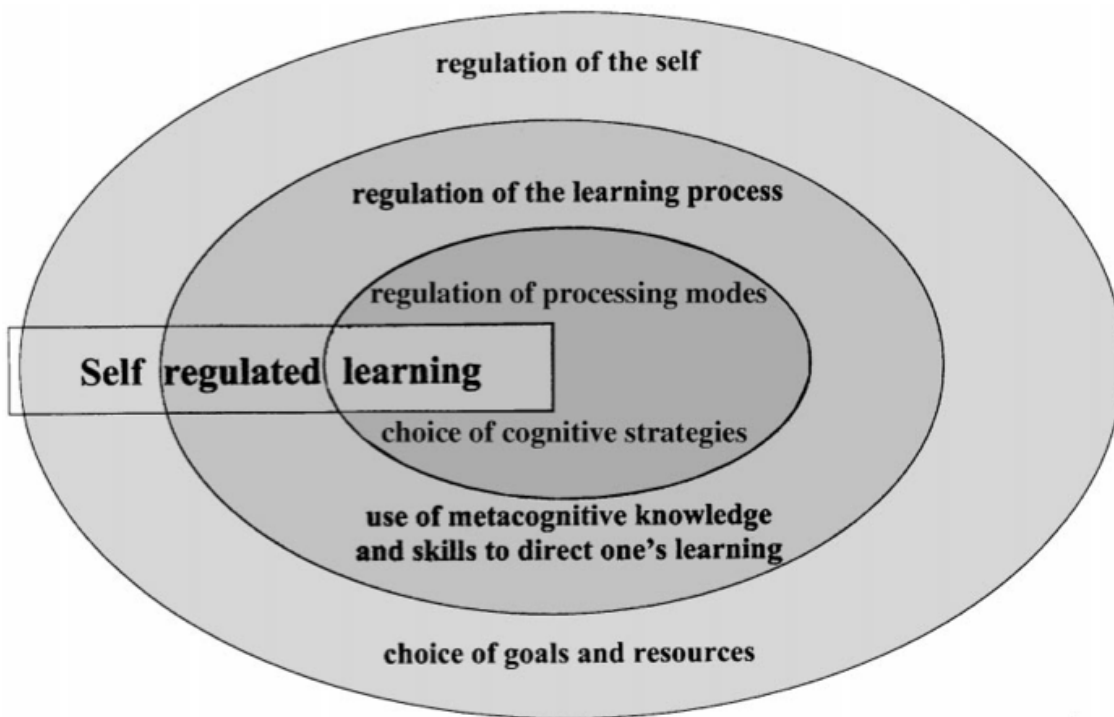 regulation of the self
regulation of the learning process
regulation of processing modes
Self regulated learning
choice of cognitive strategies
use of metacognitive knowledge
and skills to direct one's learning
choice of goals and resources